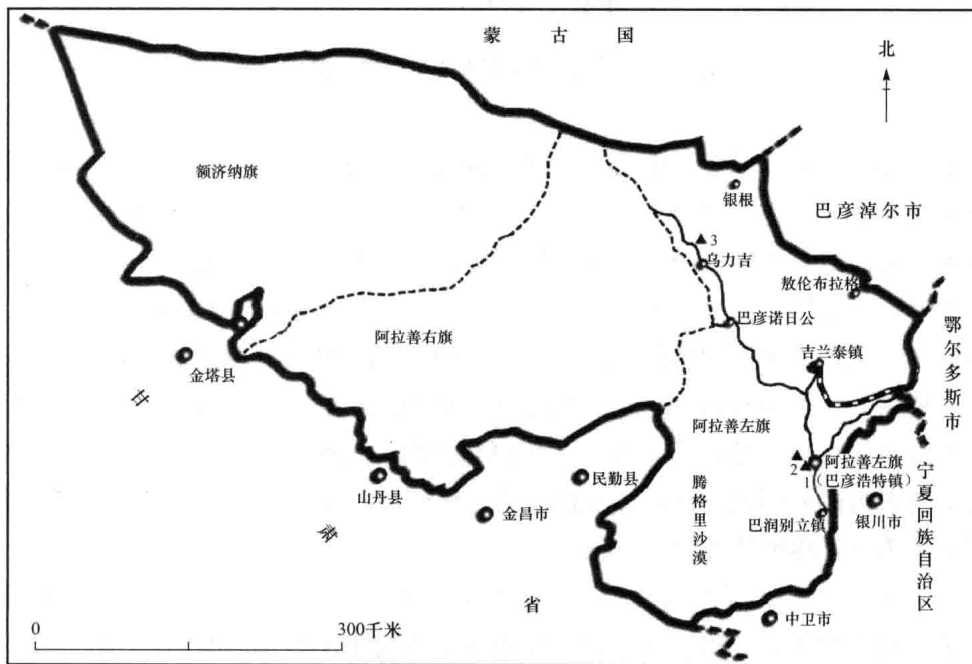 蒙古国
北
额济纳旗
银根
巴彦淖尔市
3
乌力吉
敖伦布拉格
巴彦诺日公
鄂尔多斯市
阿拉善右旗
吉兰泰镇
金塔县
甘
阿拉善左旗
阿拉善左旗
2
1
(巴彦浩特镇)
宁夏回族自治区
山丹县
民勤县
腾格里沙漠
金昌市
银川市
肃
巴润别立镇
省
中卫市
0
300千米